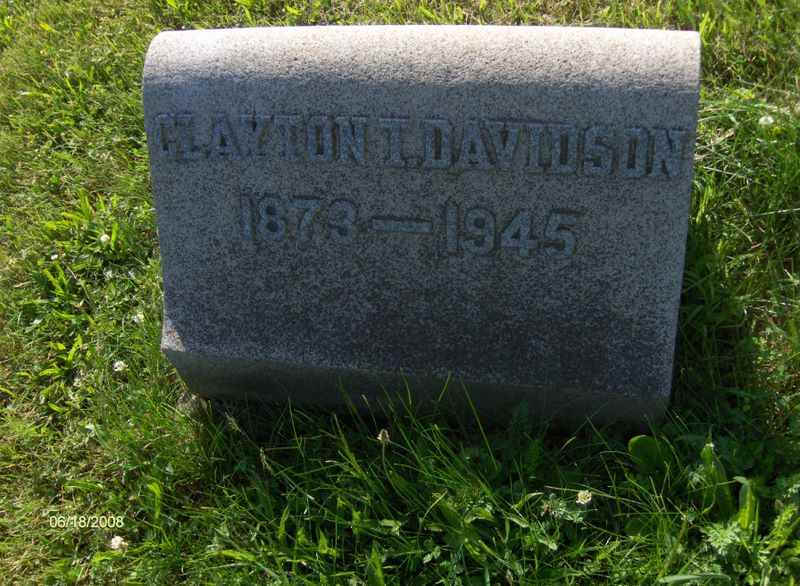 CLAYTON T. DAVIDSON
1873 — 1945
06/18/2008